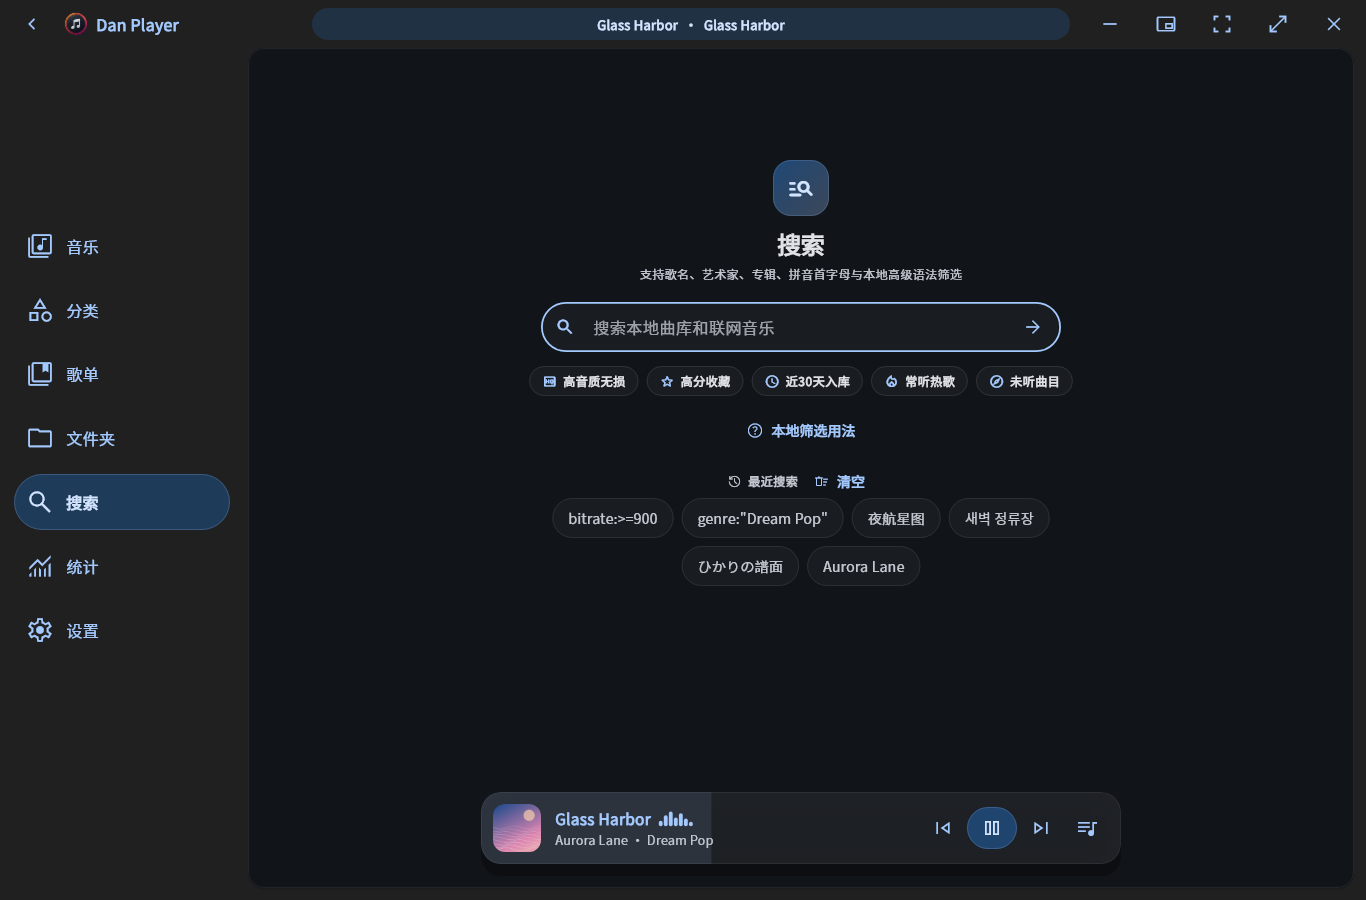 Dan Player
Glass Harbor • Glass Harbor
音乐
分类
歌单
文件夹
搜索
统计
设置
搜索
支持歌名、艺术家、专辑、拼音首字母与本地高级语法筛选
搜索本地曲库和联网音乐
HQ 高音质无损 高分收藏 近30天入库 常听热歌 未听曲目
本地筛选用法
最近搜索 清空
bitrate:>=900 genre:"Dream Pop" 夜航星图 새벽 정류장
ひかりの譜面 Aurora Lane
Glass Harbor
Aurora Lane • Dream Pop